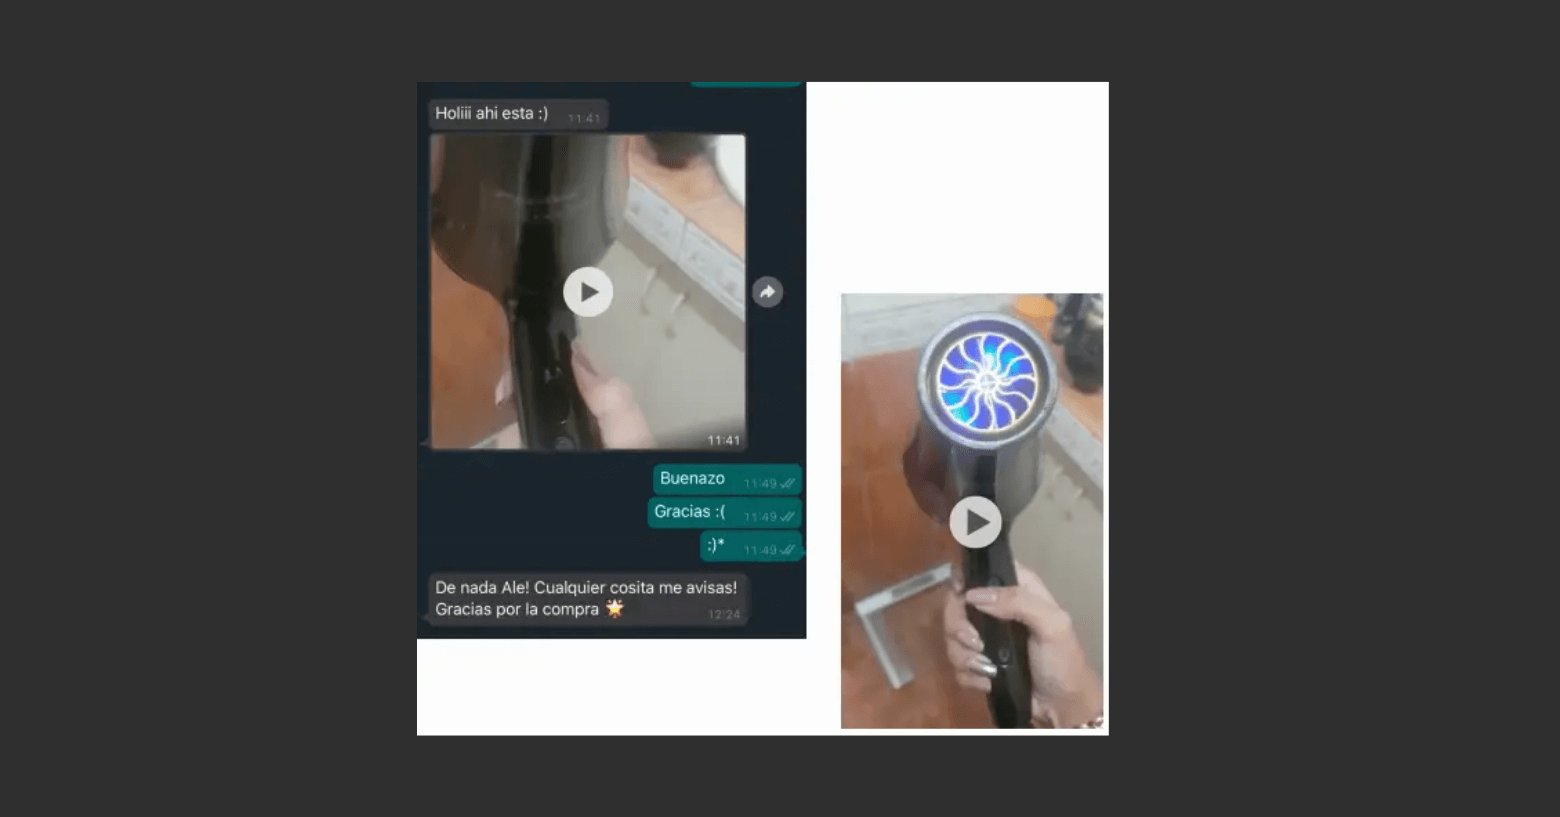 Holiii ahi esta :) 11:41
11:41
Buenazo 11:49
Gracias :( 11:49
:)* 11:49
De nada Ale! Cualquier cosita me avisas!
Gracias por la compra 🌟 12:24